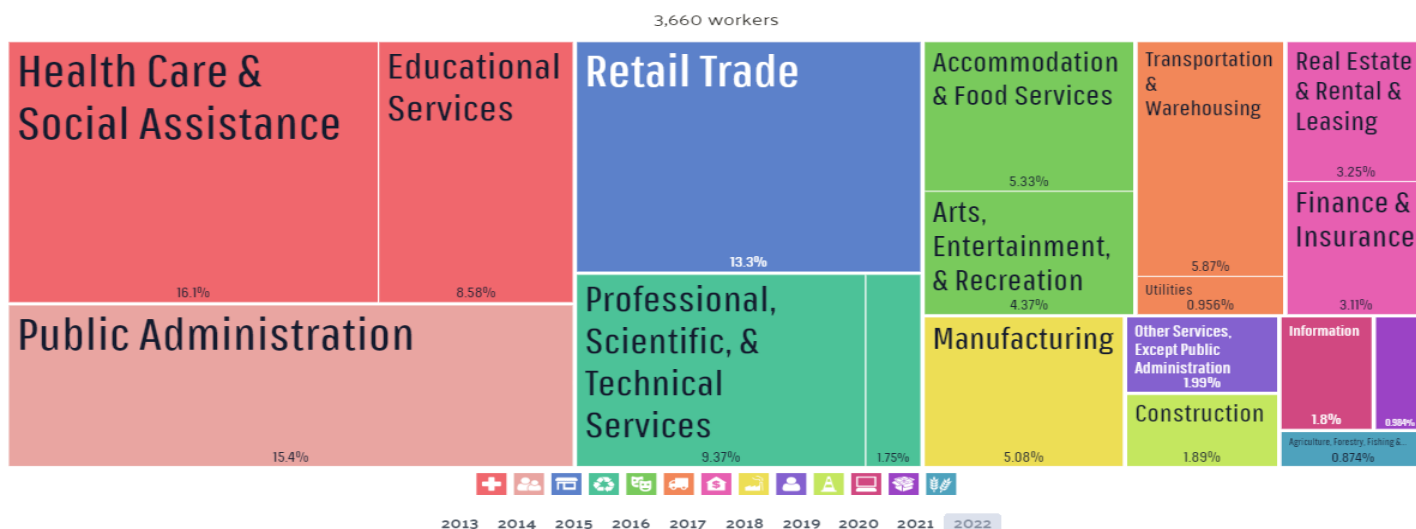 3,660 workers
Health Care &
Social Assistance
16.1%
Educational
Services
8.58%
Public Administration
15.4%
Retail Trade
13.3%
Professional,
Scientific, &
Technical
Services
9.37%
1.75%
Accommodation
& Food Services
5.33%
Arts,
Entertainment,
& Recreation
4.37%
Transportation
&
Warehousing
5.87%
Utilities
0.956%
Real Estate
& Rental &
Leasing
3.25%
Finance &
Insurance
3.11%
Manufacturing
5.08%
Other Services,
Except Public
Administration
1.99%
Construction
1.89%
Information
1.8%
0.984%
Agriculture, Forestry, Fishing &...
0.874%
2013 2014 2015 2016 2017 2018 2019 2020 2021 2022